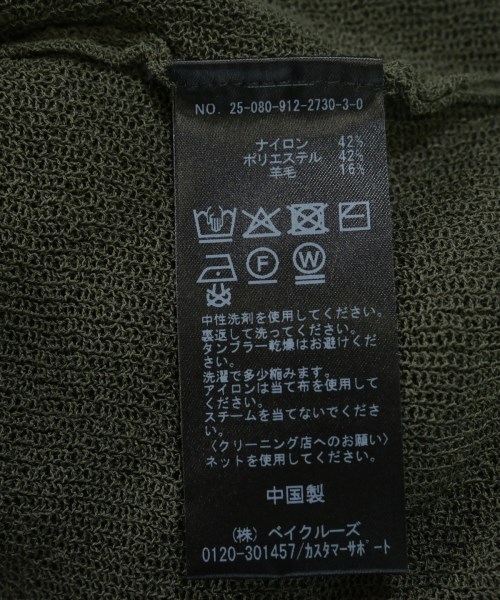 NO. 25-080-912-2730-3-0
ナイロン 42%
ポリエステル 42%
羊毛 16%
F W
中性洗剤を使用してください。
裏返して洗ってください。
タンブラー乾燥はお避けくだ
さい。
洗濯で多少縮みます。
アイロンは当て布を使用して
ください。
スチームを当てないでくださ
い。
〈クリーニング店へのお願い〉
ネットを使用してください。
中国製
(株) ベイクルーズ
0120-301457/カスタマーサポート